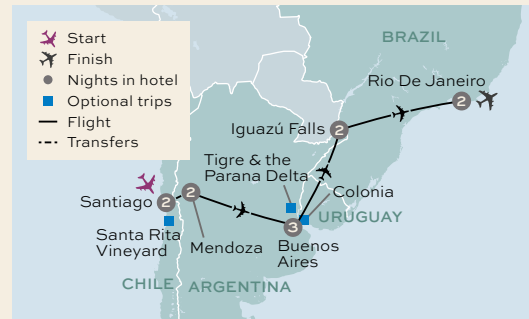 Start
Finish
Nights in hotel
Optional trips
Flight
Transfers
BRAZIL
Rio De Janeiro
2
Iguazú Falls
2
Tigre & the
Parana Delta
Colonia
URUGUAY
Santiago
2
2
Santa Rita
Vineyard
Mendoza
3
Buenos
Aires
CHILE
ARGENTINA